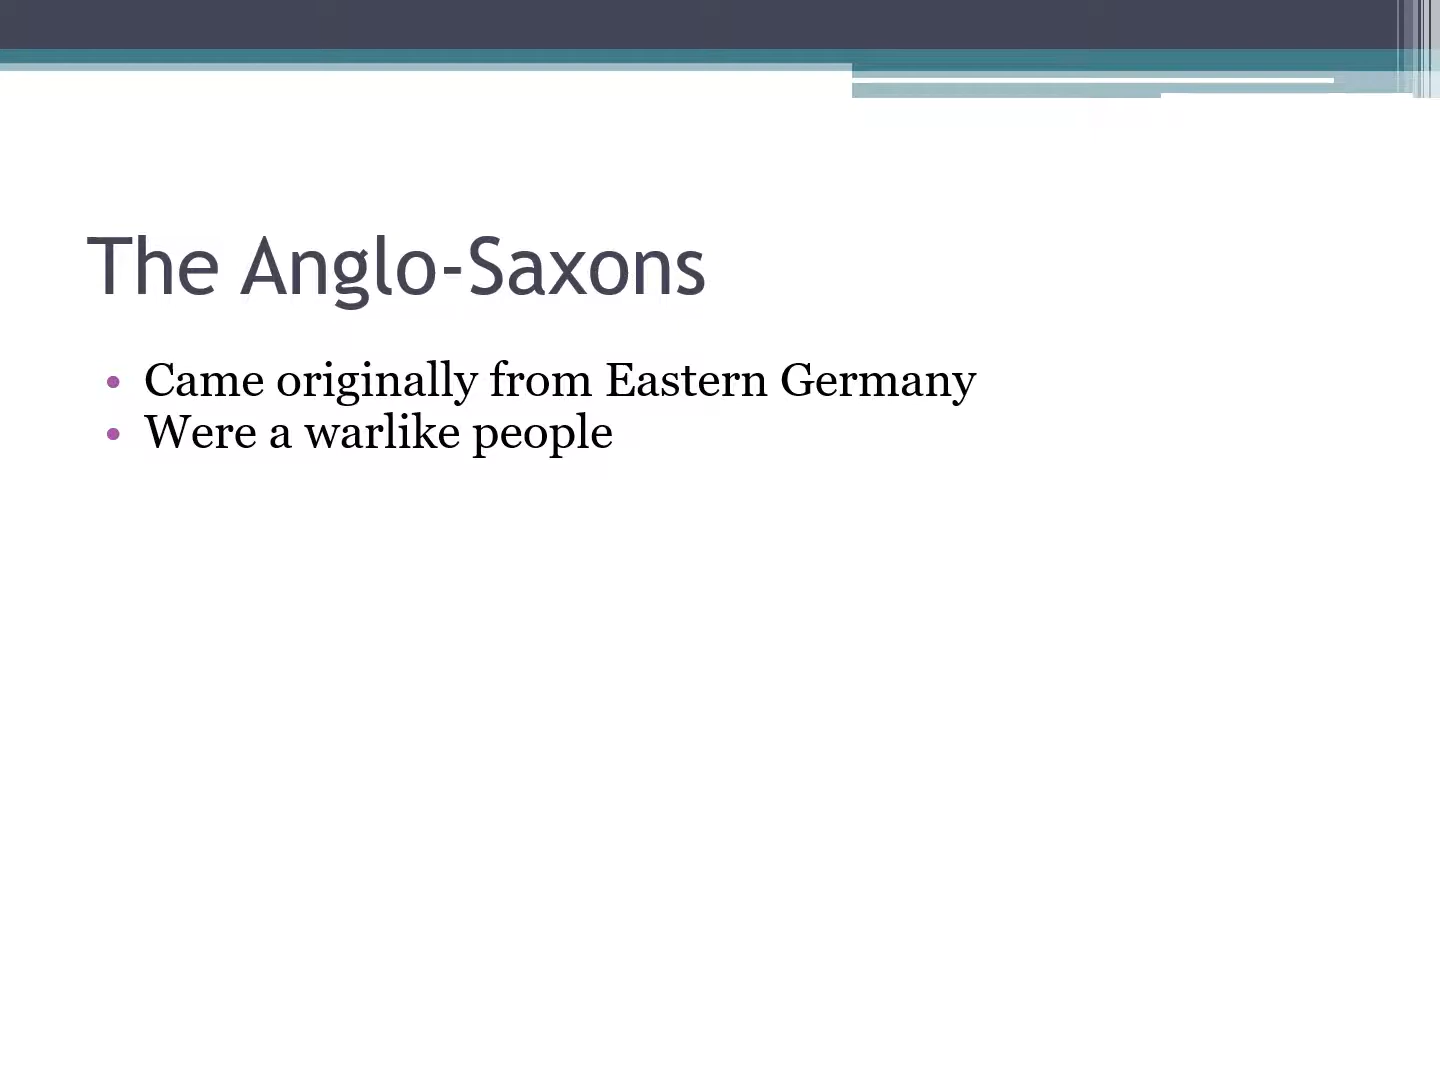 The Anglo-Saxons
• Came originally from Eastern Germany
• Were a warlike people